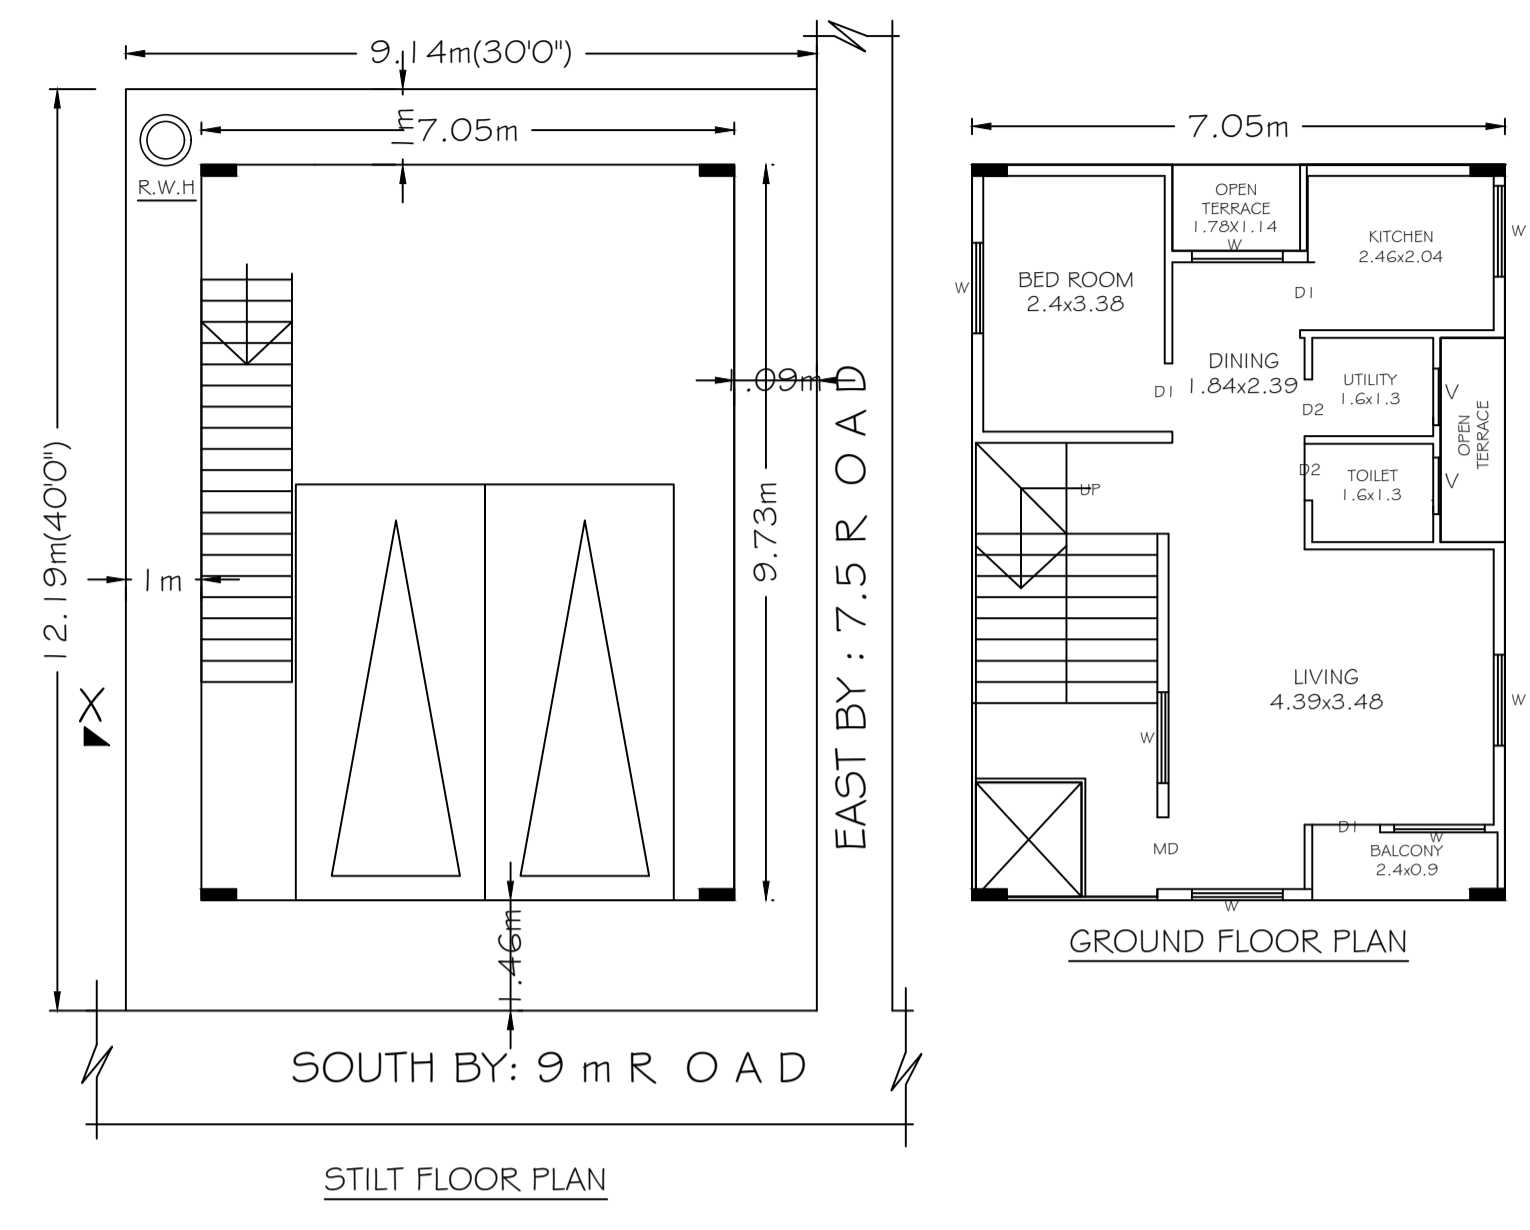 9.14m(30'0")
1m
7.05m
R.W.H
12.19m(40'0")
1m
X
1.09m
9.73m
EAST BY : 7.5 R O A D
1.46m
SOUTH BY: 9 m R O A D
STILT FLOOR PLAN
7.05m
OPEN
TERRACE
1.78X1.14
W
KITCHEN
2.46x2.04
W
BED ROOM
2.4x3.38
W
D1
DINING
1.84x2.39
D1
UTILITY
1.6x1.3
V
D2
OPEN
TERRACE
D2
TOILET
1.6x1.3
V
UP
LIVING
4.39x3.48
W
W
D1
W
MD
BALCONY
2.4x0.9
W
GROUND FLOOR PLAN